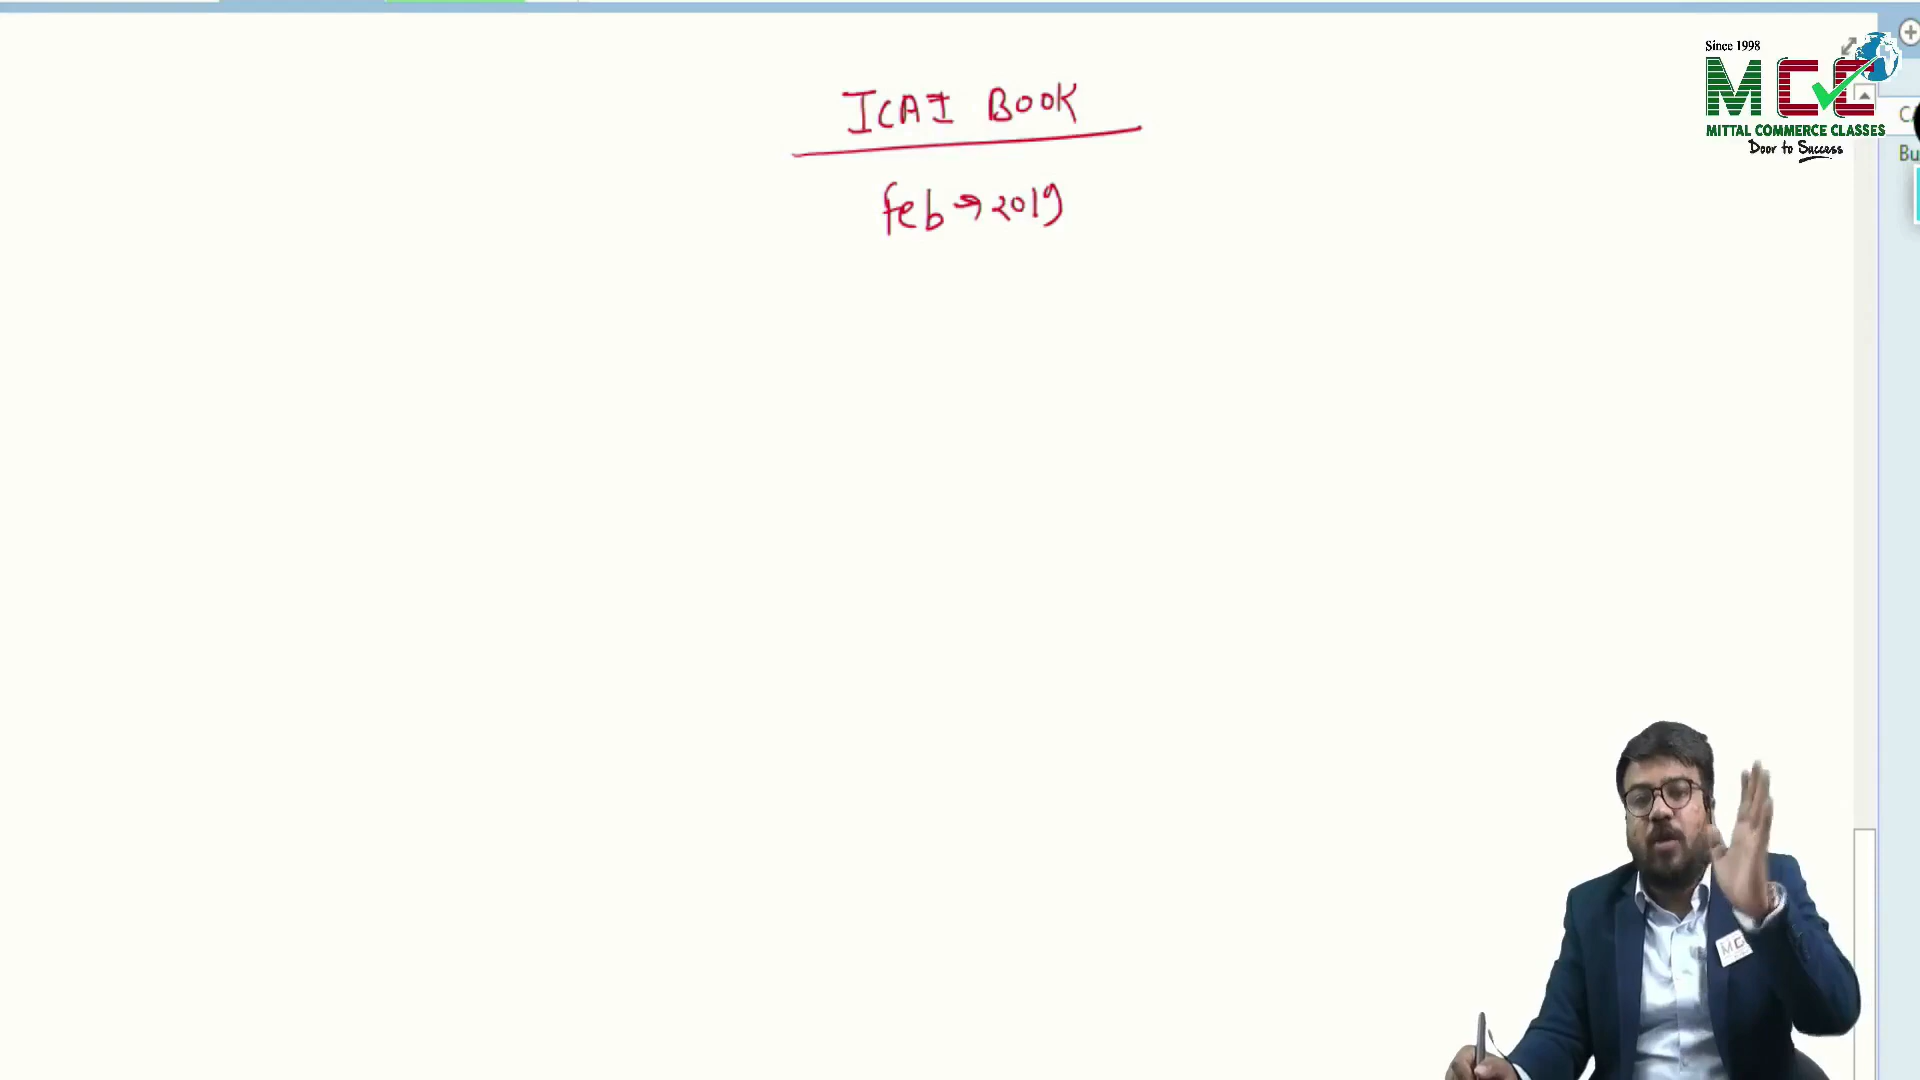 Since 1998
MCC
MITTAL COMMERCE CLASSES
Door to Success
ICAI BOOK
feb → 2019